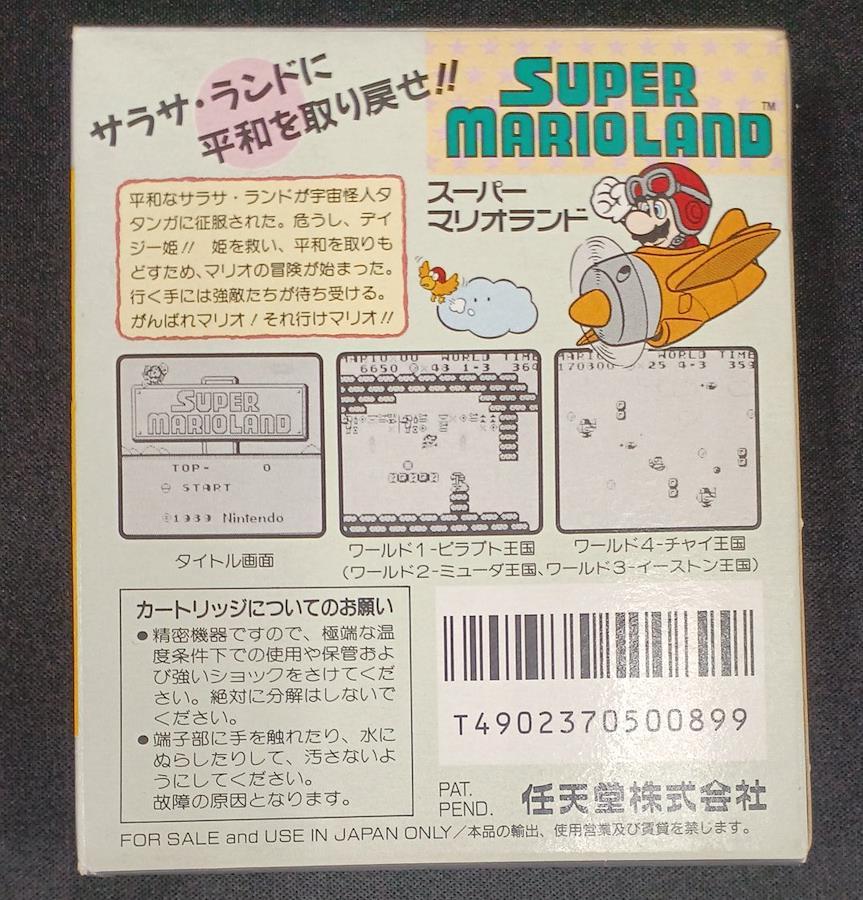 サラサ・ランドに
平和を取り戻せ!!
SUPER
MARIOLAND™
スーパー
マリオランド
平和なサラサ・ランドが宇宙怪人タ
タンガに征服された。危うし、デイ
ジー姫!! 姫を救い、平和を取りも
どすため、マリオの冒険が始まった。
行く手には強敵たちが待ち受ける。
がんばれマリオ!それ行けマリオ!!
SUPER
MARIOLAND
TOP- 0
START
©1989 Nintendo
タイトル画面
MARIO×00 WORLD TIME
6650 ×48 1-3 364
ワールド1-ピラプト王国
MARIO WORLD TIME
170300 ×25 4-3 353
ワールド4-チャイ王国
(ワールド2-ミューダ王国、ワールド3-イーストン王国)
カートリッジについてのお願い
●精密機器ですので、極端な温
度条件下での使用や保管およ
び強いショックをさけてくだ
さい。絶対に分解はしないで
ください。
●端子部に手を触れたり、水に
ぬらしたりして、汚さないよ
うにしてください。
故障の原因となります。
T4902370500899
PAT.
PEND.
任天堂株式会社
FOR SALE and USE IN JAPAN ONLY/本品の輸出、使用営業及び賃貸を禁じます。